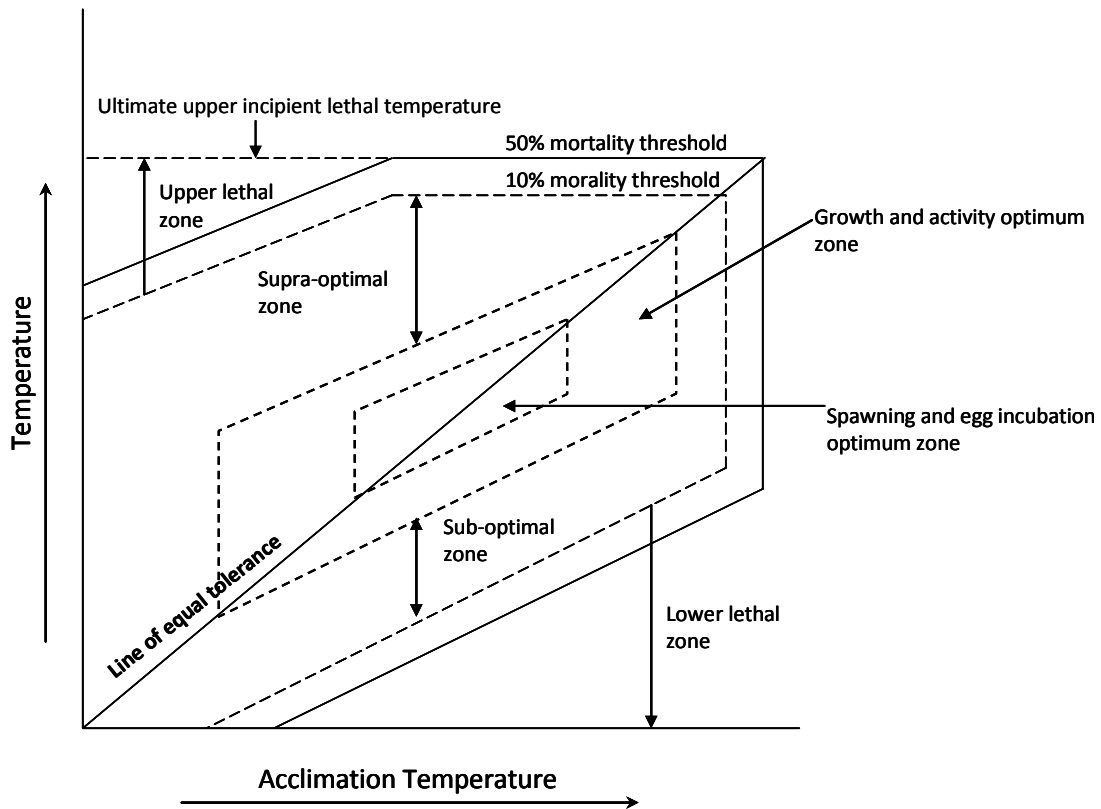 Ultimate upper incipient lethal temperature
50% mortality threshold
10% morality threshold
Upper lethal
zone
Growth and activity optimum
zone
Supra-optimal
zone
Temperature
Spawning and egg incubation
optimum zone
Sub-optimal
zone
Line of equal tolerance
Lower lethal
zone
Acclimation Temperature